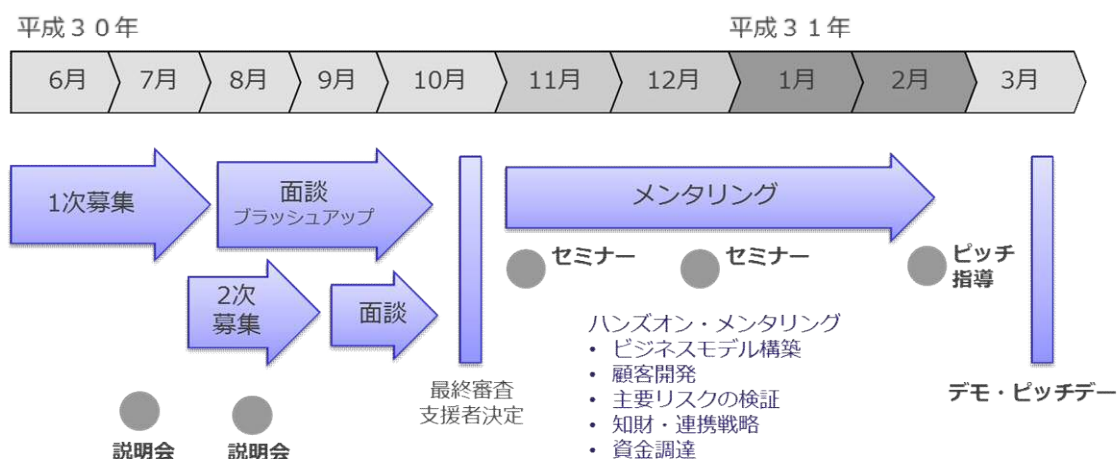 平成３０年
平成３１年
6月
7月
8月
9月
10月
11月
12月
1月
2月
3月
1次募集
面談
ブラッシュアップ
メンタリング
2次
募集
面談
セミナー
セミナー
ピッチ
指導
最終審査
支援者決定
ハンズオン・メンタリング
• ビジネスモデル構築
• 顧客開発
• 主要リスクの検証
• 知財・連携戦略
• 資金調達
デモ・ピッチデー
説明会
説明会